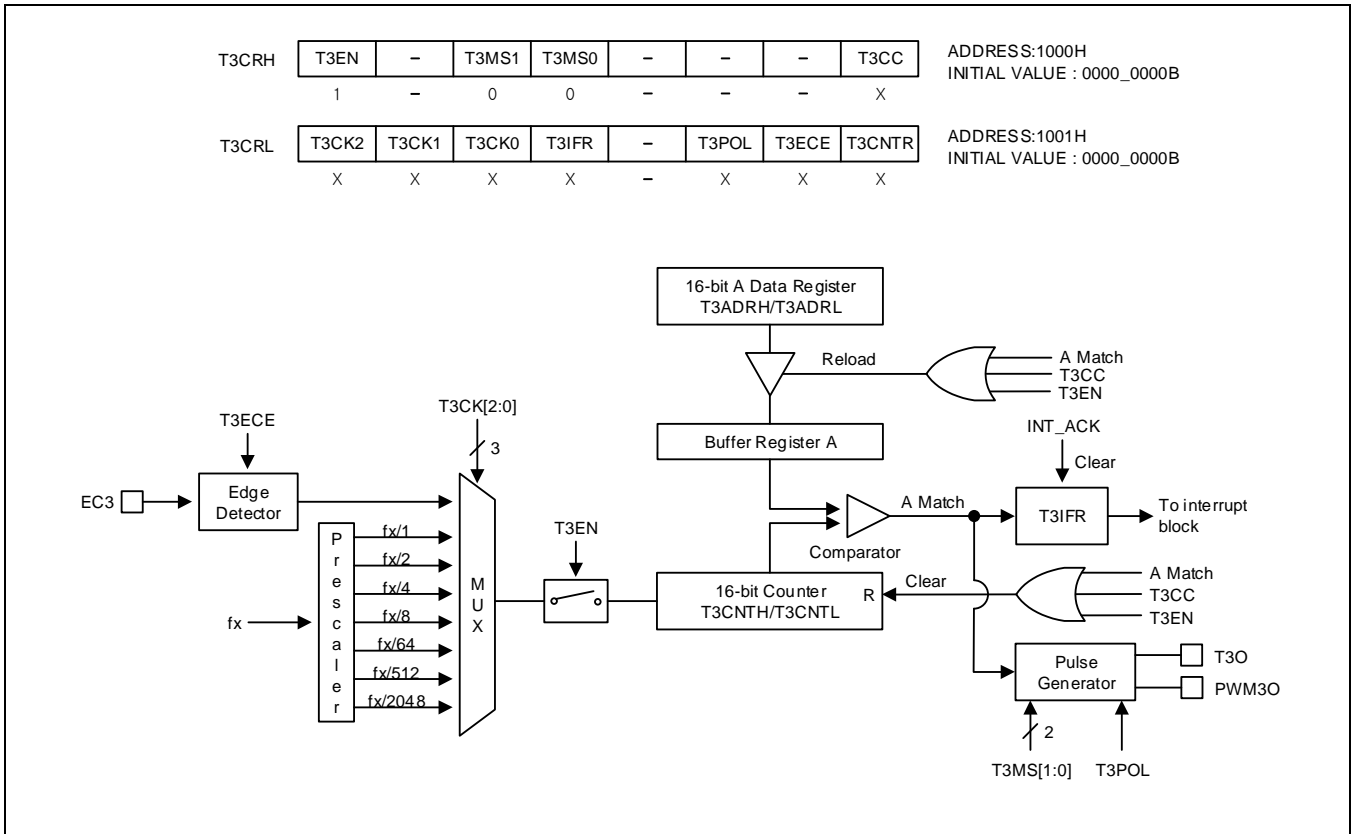 T3CRH T3EN – T3MS1 T3MS0 – – – T3CC ADDRESS:1000H
INITIAL VALUE : 0000_0000B
1 – 0 0 – – – X
T3CRL T3CK2 T3CK1 T3CK0 T3IFR – T3POL T3ECE T3CNTR ADDRESS:1001H
INITIAL VALUE : 0000_0000B
X X X X – X X X
16-bit A Data Register
T3ADRH/T3ADRL
Reload
A Match
T3CC
T3EN
T3CK[2:0]
3
T3ECE
Buffer Register A
INT_ACK
Clear
EC3
Edge
Detector
A Match
T3IFR
To interrupt
block
Comparator
Prescaler
fx/1
fx/2
fx/4
fx/8
fx/64
fx/512
fx/2048
fx
MUX
T3EN
16-bit Counter
T3CNTH/T3CNTL
R
Clear
A Match
T3CC
T3EN
Pulse
Generator
T3O
PWM3O
2
T3MS[1:0]
T3POL